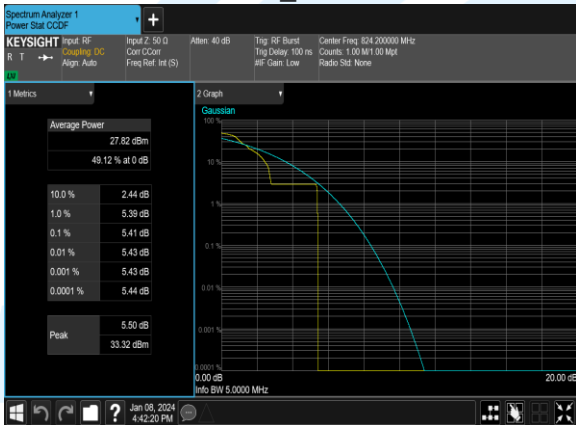 Spectrum Analyzer 1
Power Stat CCDF
+
KEYSIGHT
R T
Input: RF
Coupling: DC
Align: Auto
Input Z: 50 Ω
Corr CCorr
Freq Ref: Int (S)
Atten: 40 dB
Trig: RF Burst
Trig Delay: 100 ns
#IF Gain: Low
Center Freq: 824.200000 MHz
Counts: 1.00 M/1.00 Mpt
Radio Std: None
1 Metrics
Average Power
27.82 dBm
49.12 % at 0 dB
10.0 % 2.44 dB
1.0 % 5.39 dB
0.1 % 5.41 dB
0.01 % 5.43 dB
0.001 % 5.43 dB
0.0001 % 5.44 dB
Peak
5.50 dB
33.32 dBm
2 Graph
Gaussian
100 %
10 %
1 %
0.1 %
0.01 %
0.001 %
0.0001 %
0.00 dB
20.00 dB
Info BW 5.0000 MHz
?
Jan 08, 2024
4:42:20 PM